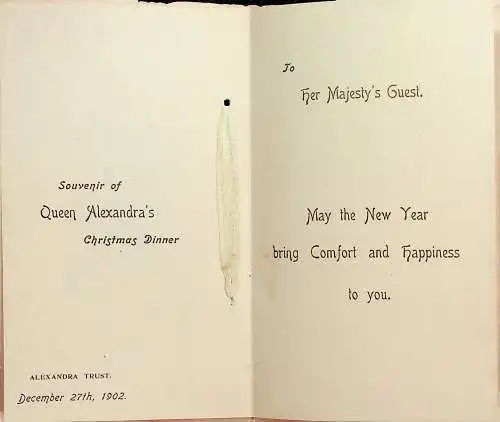 Souvenir of
Queen Alexandra's
Christmas Dinner
ALEXANDRA TRUST.
December 27th, 1902.
To
Her Majesty's Guest.
May the New Year
bring Comfort and Happiness
to you.